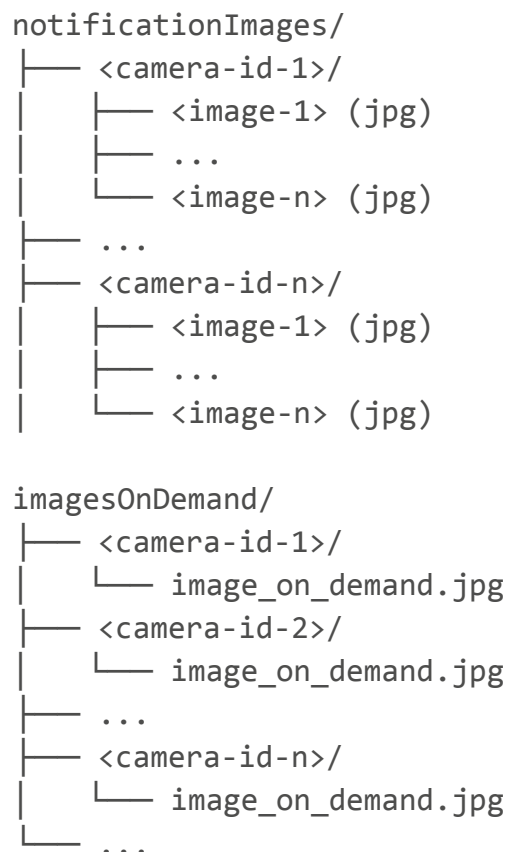 notificationImages/
├── <camera-id-1>/
│   ├── <image-1> (jpg)
│   ├── ...
│   └── <image-n> (jpg)
├── ...
├── <camera-id-n>/
│   ├── <image-1> (jpg)
│   ├── ...
│   └── <image-n> (jpg)

imagesOnDemand/
├── <camera-id-1>/
│   └── image_on_demand.jpg
├── <camera-id-2>/
│   └── image_on_demand.jpg
├── ...
├── <camera-id-n>/
│   └── image_on_demand.jpg
└── ...